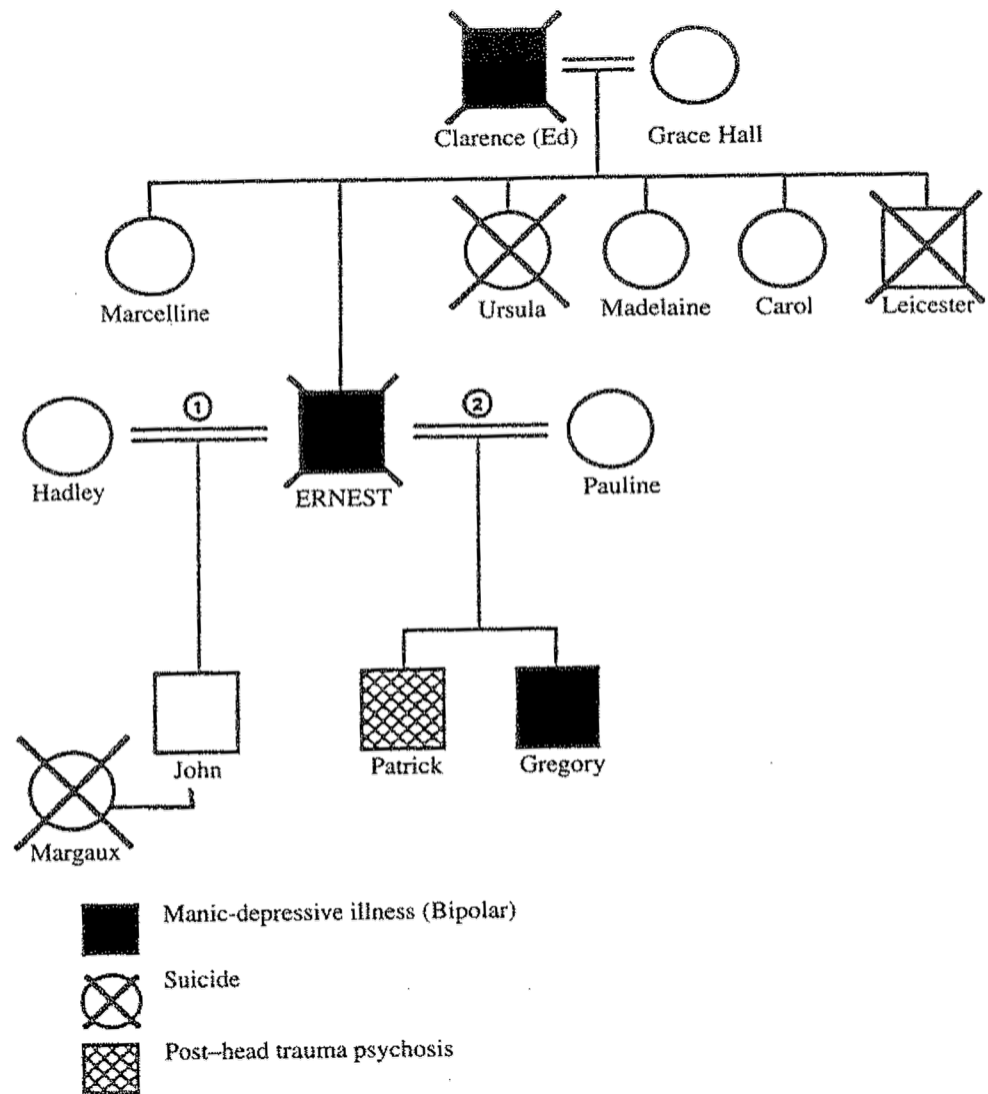 Clarence (Ed)
Grace Hall
Marcelline
Ursula
Madelaine
Carol
Leicester
1
2
Hadley
ERNEST
Pauline
John
Patrick
Gregory
Margaux
Manic-depressive illness (Bipolar)
Suicide
Post–head trauma psychosis